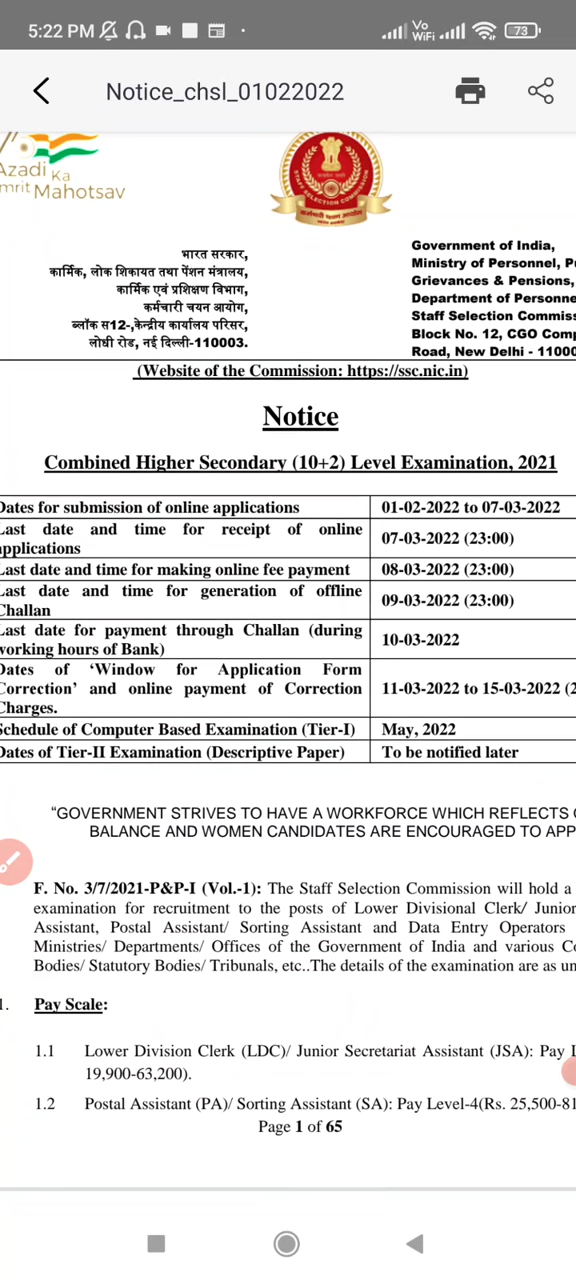 5:22 PM
Vo
WiFi
73
Notice_chsl_01022022
Azadi Ka
Amrit Mahotsav
भारत सरकार,
कार्मिक, लोक शिकायत तथा पेंशन मंत्रालय,
कार्मिक एवं प्रशिक्षण विभाग,
कर्मचारी चयन आयोग,
ब्लॉक स12-,केन्द्रीय कार्यालय परिसर,
लोधी रोड, नई दिल्ली-110003.
Government of India,
Ministry of Personnel, Pu
Grievances & Pensions,
Department of Personne
Staff Selection Commiss
Block No. 12, CGO Comp
Road, New Delhi - 11000
(Website of the Commission: https://ssc.nic.in)
Notice
Combined Higher Secondary (10+2) Level Examination, 2021
Dates for submission of online applications 01-02-2022 to 07-03-2022
Last date and time for receipt of online
applications 07-03-2022 (23:00)
Last date and time for making online fee payment 08-03-2022 (23:00)
Last date and time for generation of offline
Challan 09-03-2022 (23:00)
Last date for payment through Challan (during
working hours of Bank) 10-03-2022
Dates of ‘Window for Application Form
Correction’ and online payment of Correction
Charges. 11-03-2022 to 15-03-2022 (2
Schedule of Computer Based Examination (Tier-I) May, 2022
Dates of Tier-II Examination (Descriptive Paper) To be notified later
“GOVERNMENT STRIVES TO HAVE A WORKFORCE WHICH REFLECTS
BALANCE AND WOMEN CANDIDATES ARE ENCOURAGED TO APP
F. No. 3/7/2021-P&P-I (Vol.-1): The Staff Selection Commission will hold a
examination for recruitment to the posts of Lower Divisional Clerk/ Junior
Assistant, Postal Assistant/ Sorting Assistant and Data Entry Operators
Ministries/ Departments/ Offices of the Government of India and various Co
Bodies/ Statutory Bodies/ Tribunals, etc..The details of the examination are as un
1. Pay Scale:
1.1 Lower Division Clerk (LDC)/ Junior Secretariat Assistant (JSA): Pay L
19,900-63,200).
1.2 Postal Assistant (PA)/ Sorting Assistant (SA): Pay Level-4(Rs. 25,500-81
Page 1 of 65